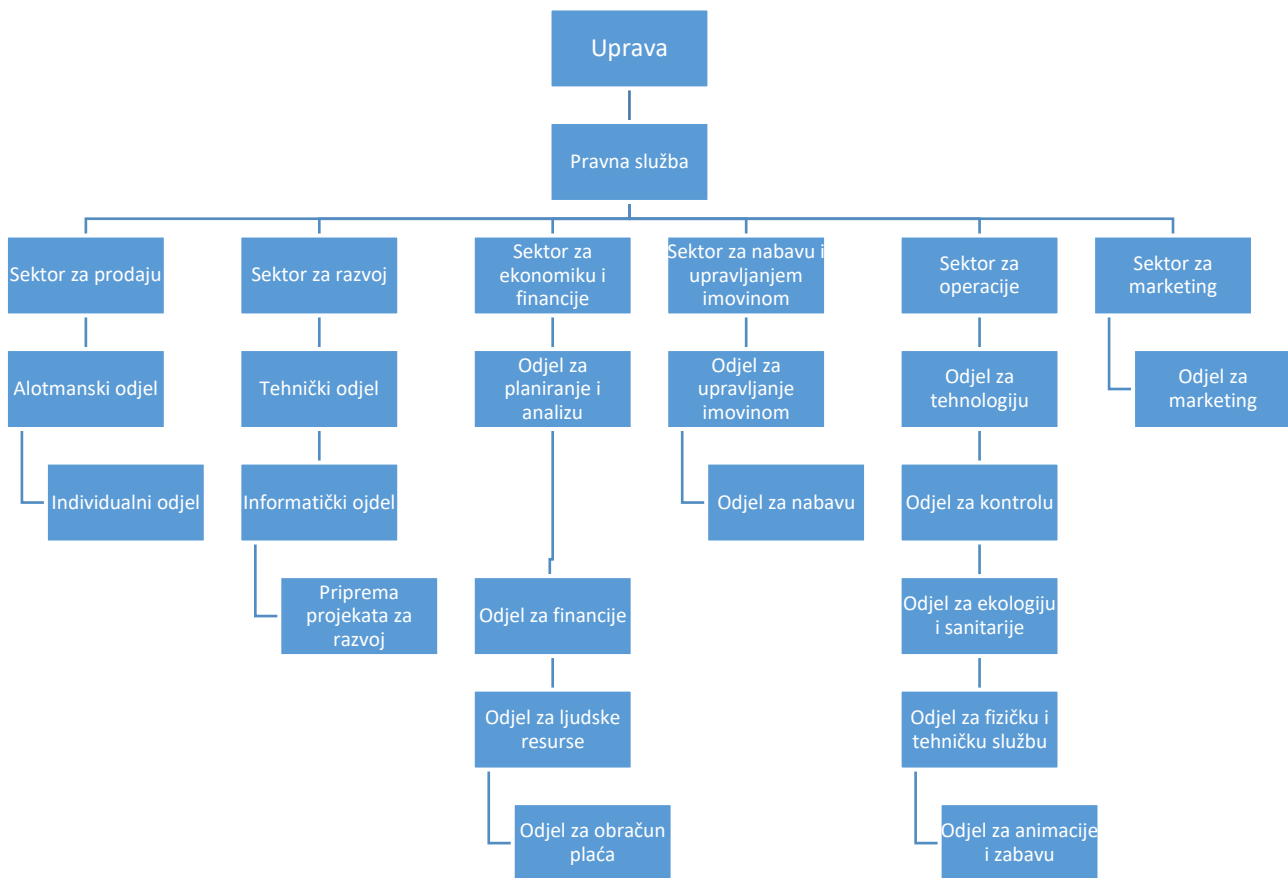 Uprava
Pravna služba
Sektor za prodaju
Sektor za razvoj
Sektor za
ekonomiku i
financije
Sektor za nabavu i
upravljanjem
imovinom
Sektor za
operacije
Sektor za
marketing
Alotmanski odjel
Tehnički odjel
Odjel za
planiranje i
analizu
Odjel za
upravljanje
imovinom
Odjel za
tehnologiju
Odjel za
marketing
Individualni odjel
Informatički ojdel
Odjel za nabavu
Odjel za kontrolu
Priprema
projekata za
razvoj
Odjel za financije
Odjel za ekologiju
i sanitarije
Odjel za ljudske
resurse
Odjel za fizičku i
tehničku službu
Odjel za obračun
plaća
Odjel za animacije
i zabavu